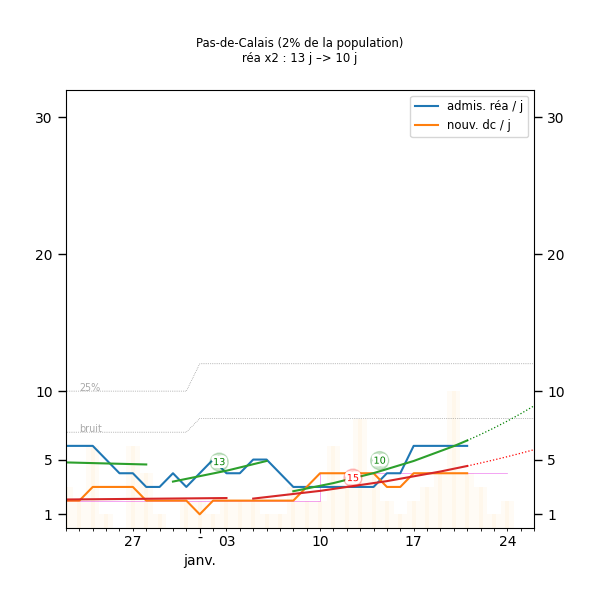 Pas-de-Calais (2% de la population)
réa x2 : 13 j –> 10 j
admis. réa / j
nouv. dc / j
30 30
20 20
25%
10 10
bruit
13 10
5 5
15
1 1
27 - 03 10 17 24
janv.